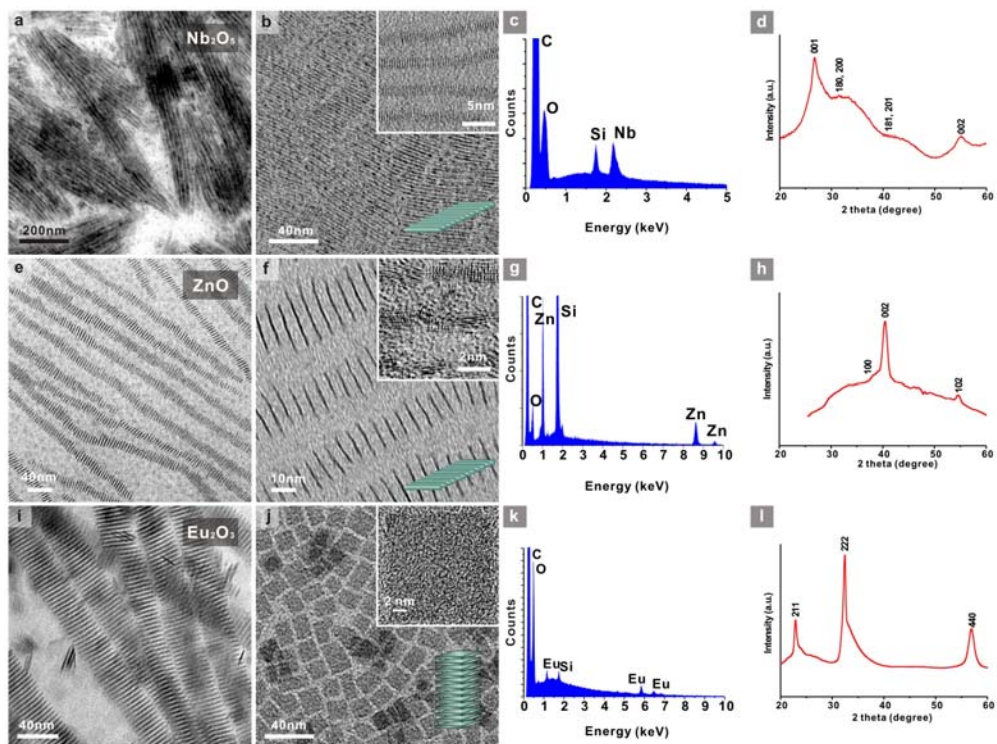 a
Nb₂O₅
200nm
b
5nm
40nm
c
C
O
Si
Nb
Counts
0 1 2 3 4 5
Energy (keV)
d
001
180, 200
181, 201
002
Intensity (a.u.)
20 30 40 50 60
2 theta (degree)
e
ZnO
40nm
f
2nm
10nm
g
C
Zn
Si
O
Zn
Zn
Counts
0 1 2 3 4 5 6 7 8 9 10
Energy (keV)
h
002
100
102
Intensity (a.u.)
20 30 40 50 60
2 theta (degree)
i
Eu₂O₃
40nm
j
2 nm
40nm
k
C
O
Eu
Si
Eu
Eu
Counts
0 1 2 3 4 5 6 7 8 9 10
Energy (keV)
l
222
211
440
Intensity (a.u.)
20 30 40 50 60
2 theta (degree)